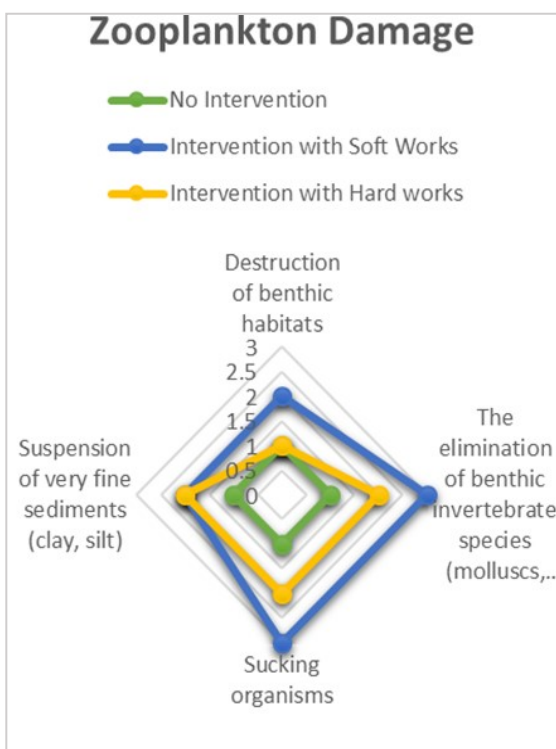 Zooplankton Damage
No Intervention
Intervention with Soft Works
Intervention with Hard works
Destruction
of benthic
habitats
3
2.5
2
1.5
1
0.5
0
The
elimination
of benthic
invertebrate
species
(molluscs,..
Sucking
organisms
Suspension
of very fine
sediments
(clay, silt)